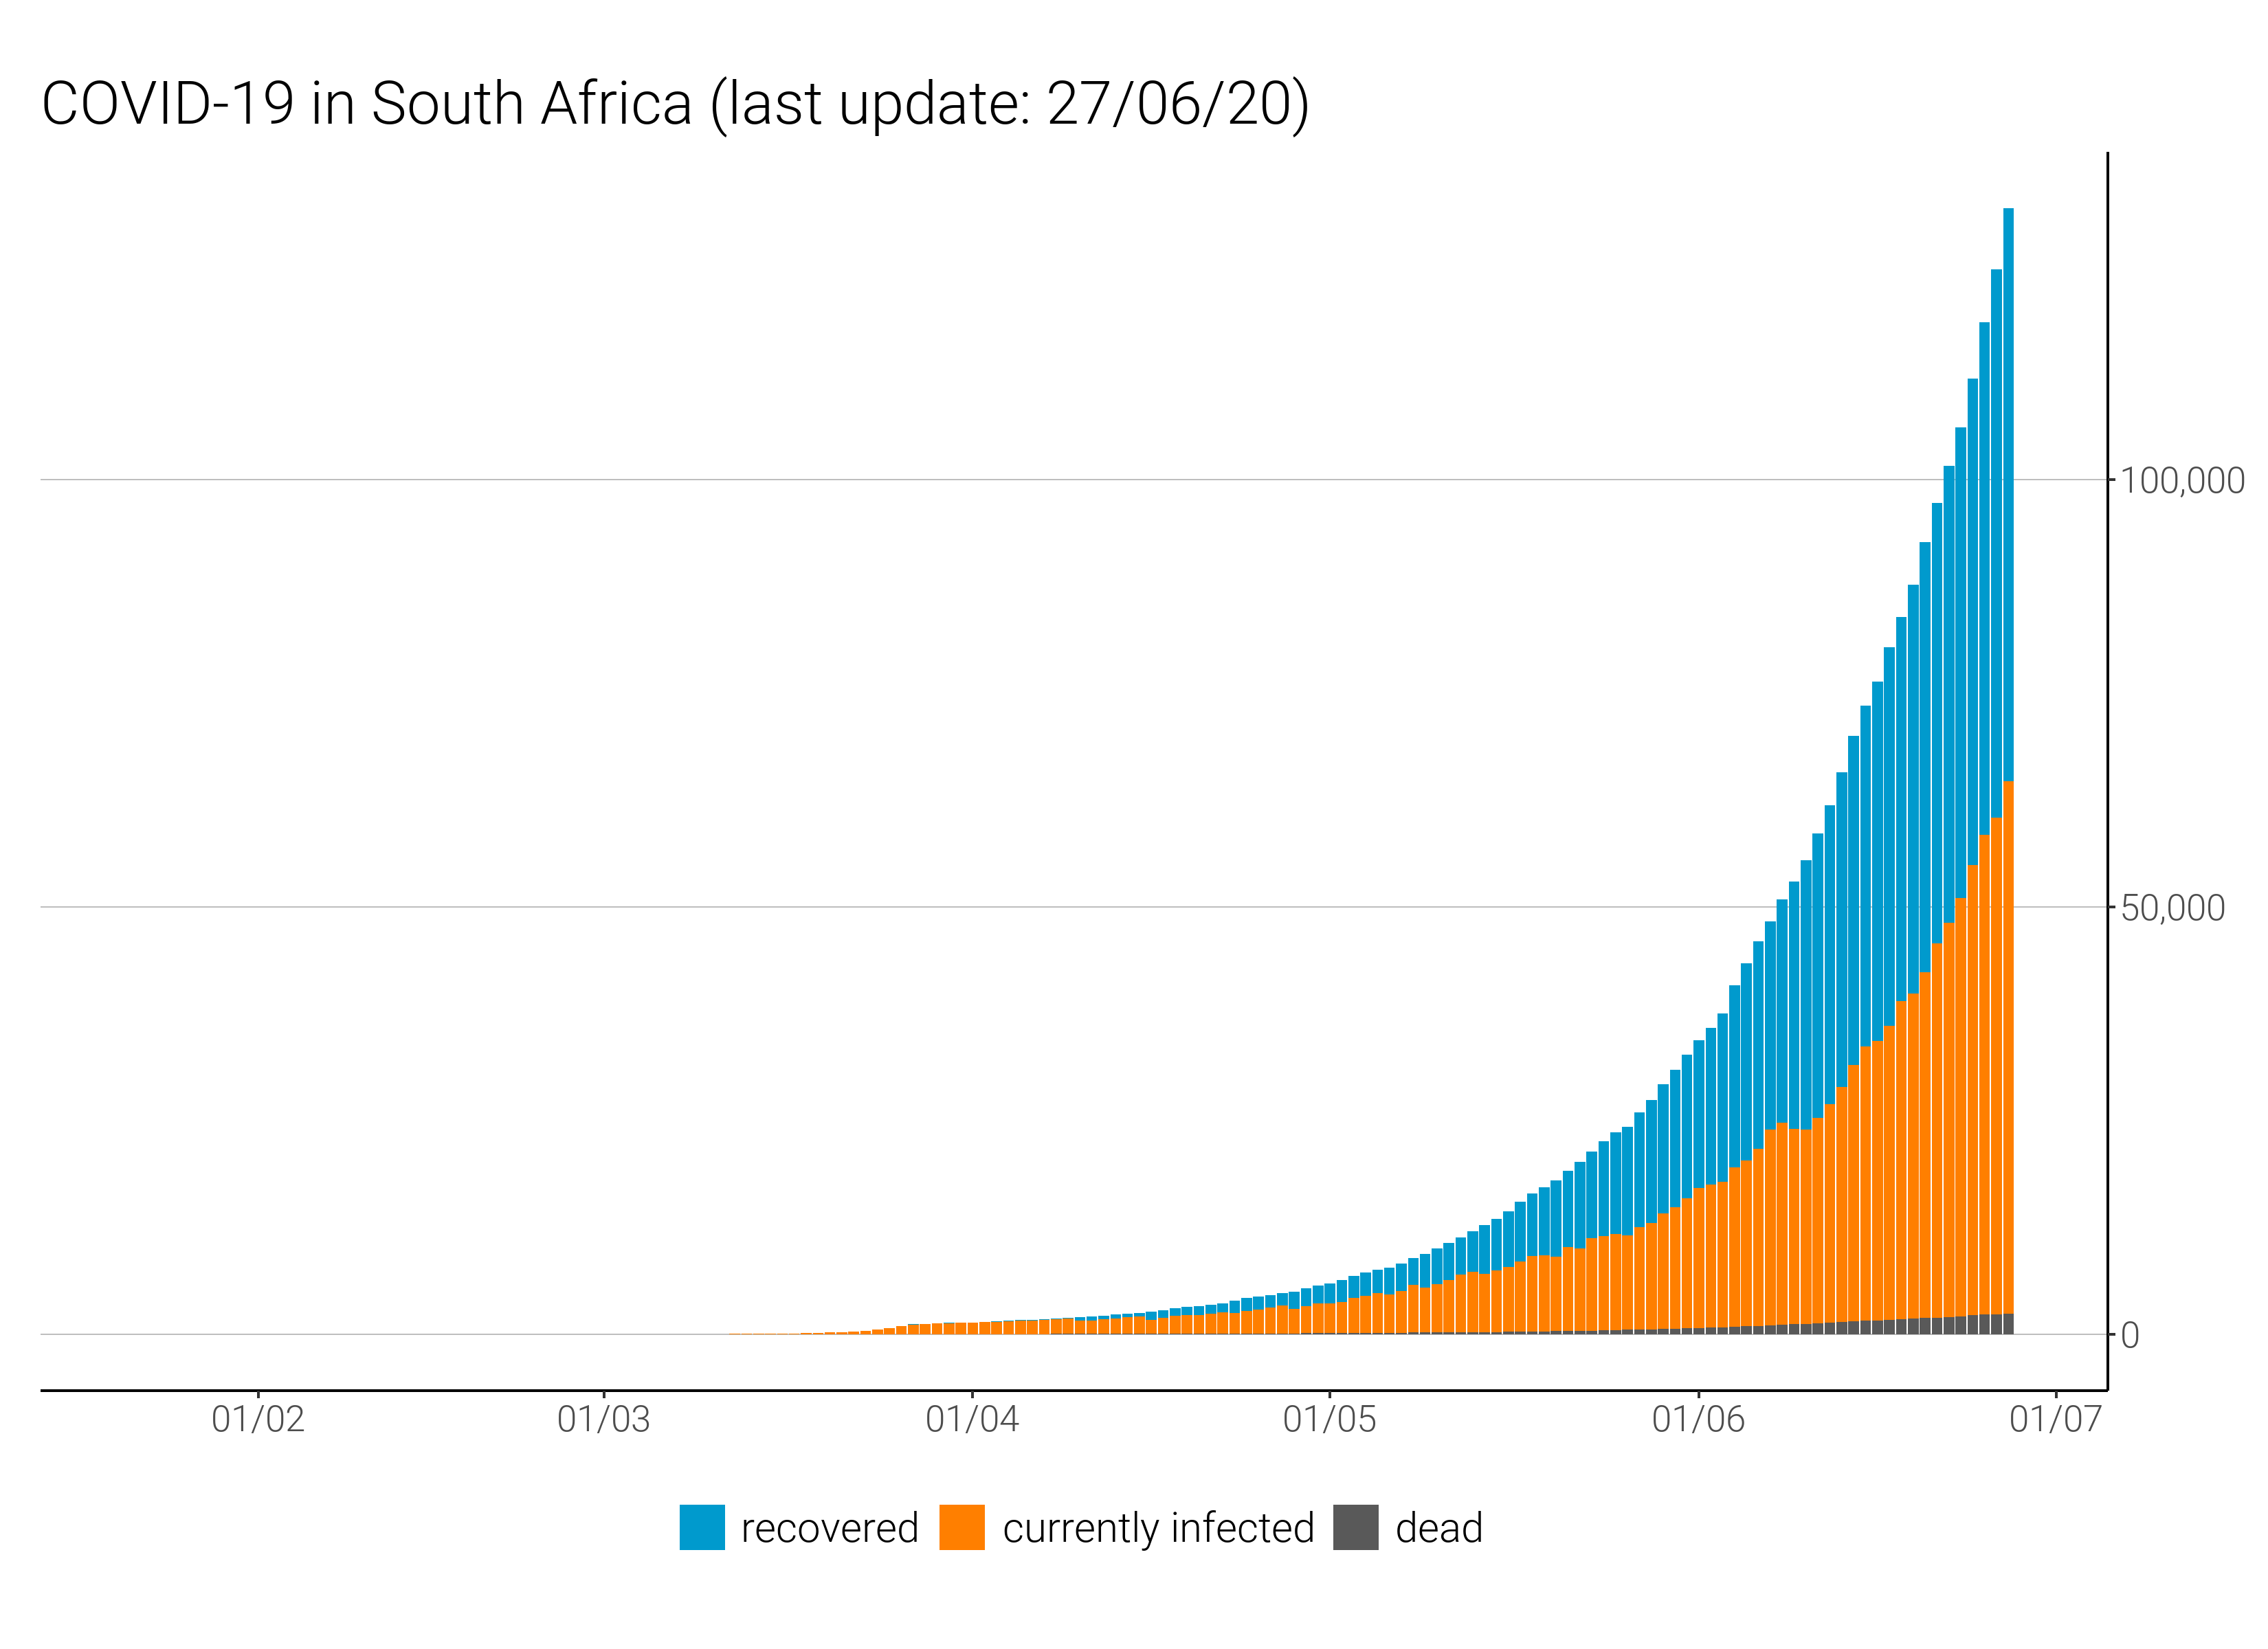 COVID-19 in South Africa (last update: 27/06/20)
100,000
50,000
0
01/02 01/03 01/04 01/05 01/06 01/07
recovered currently infected dead